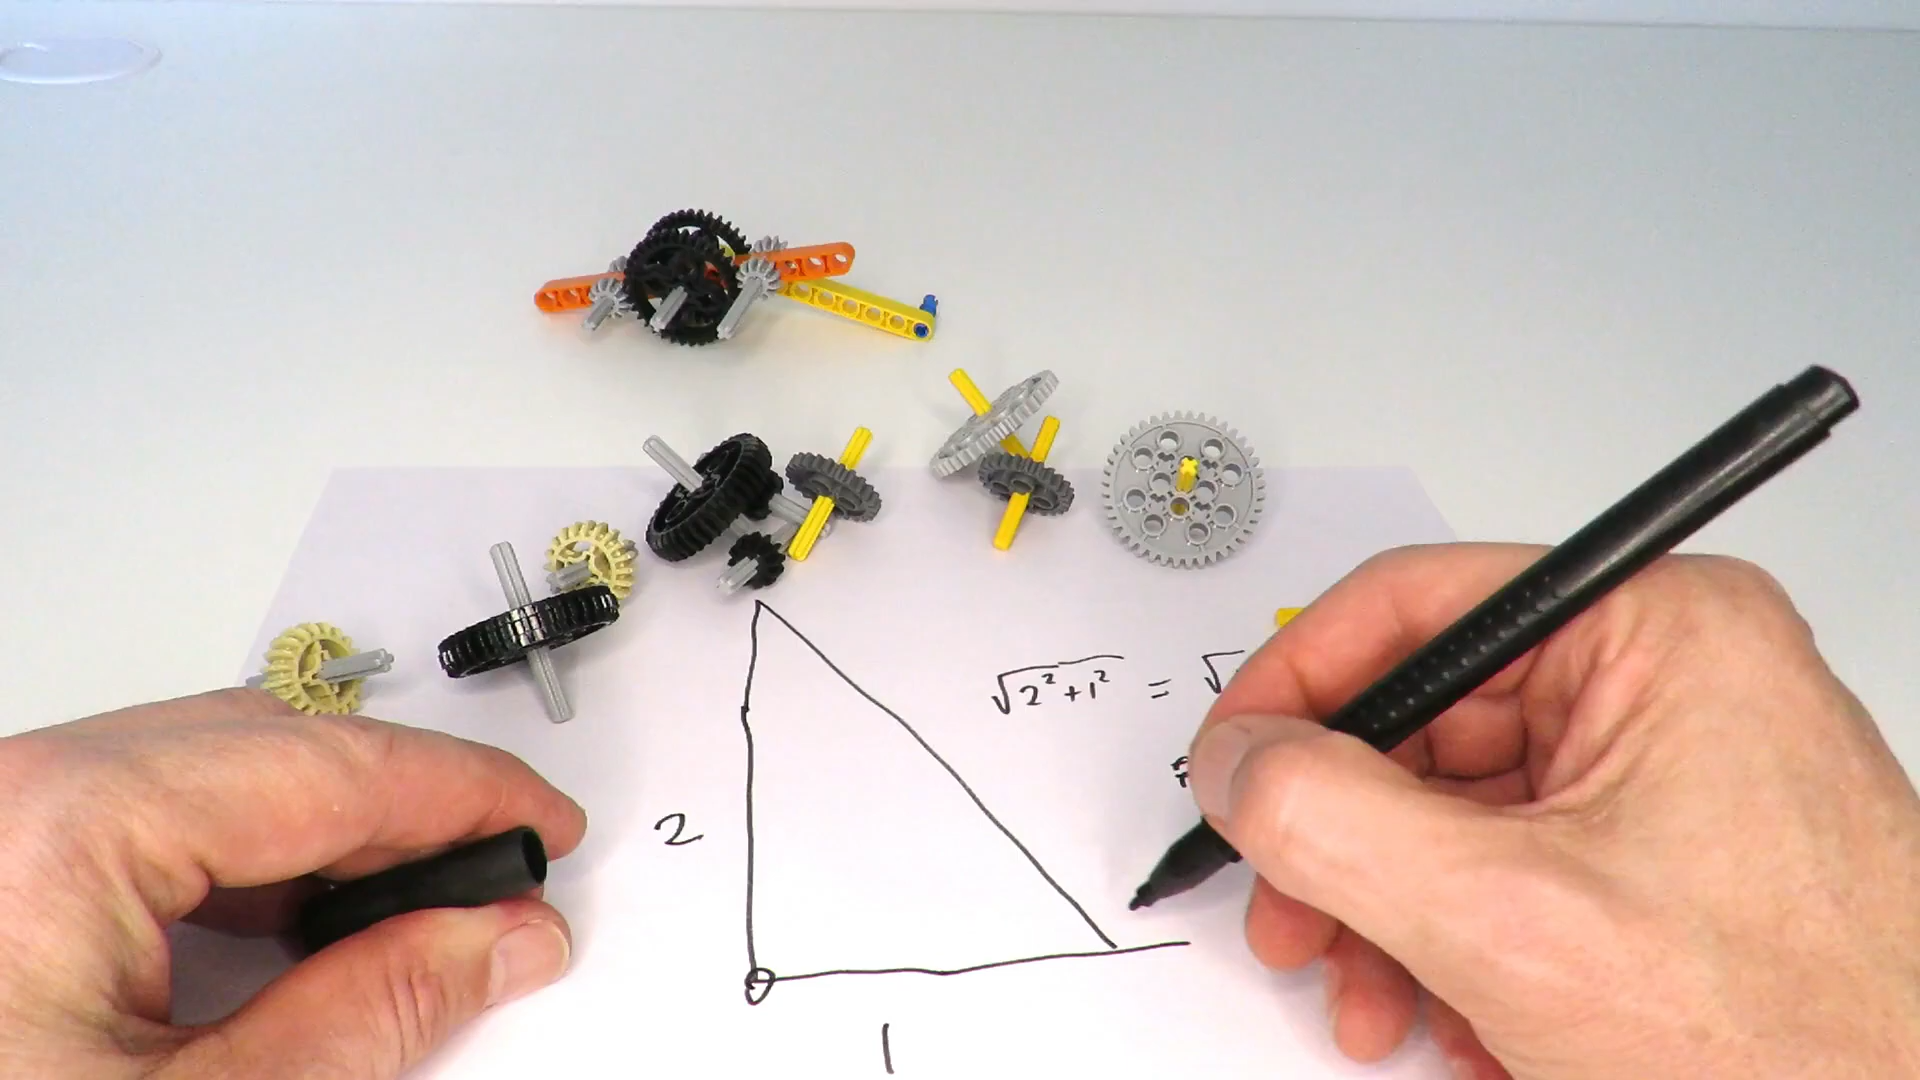 √2²+1² = √
2
1